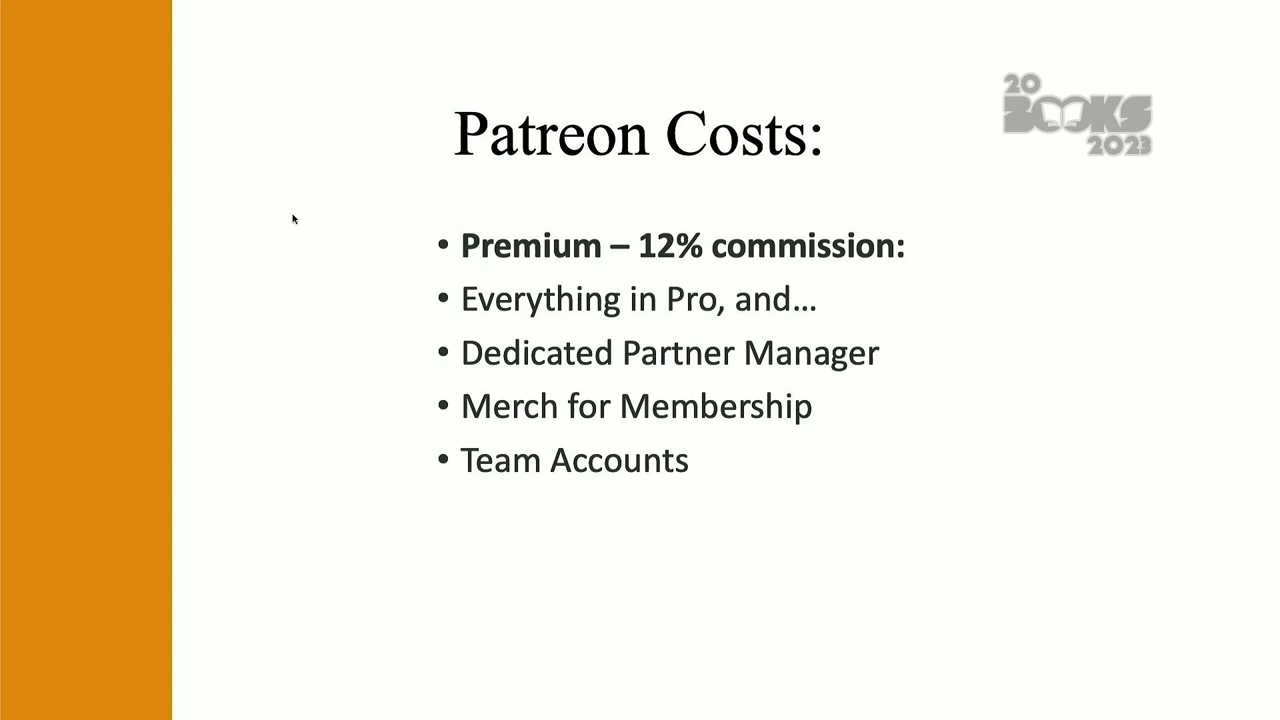 20
BOOKS
2023
Patreon Costs:
• Premium – 12% commission:
• Everything in Pro, and...
• Dedicated Partner Manager
• Merch for Membership
• Team Accounts